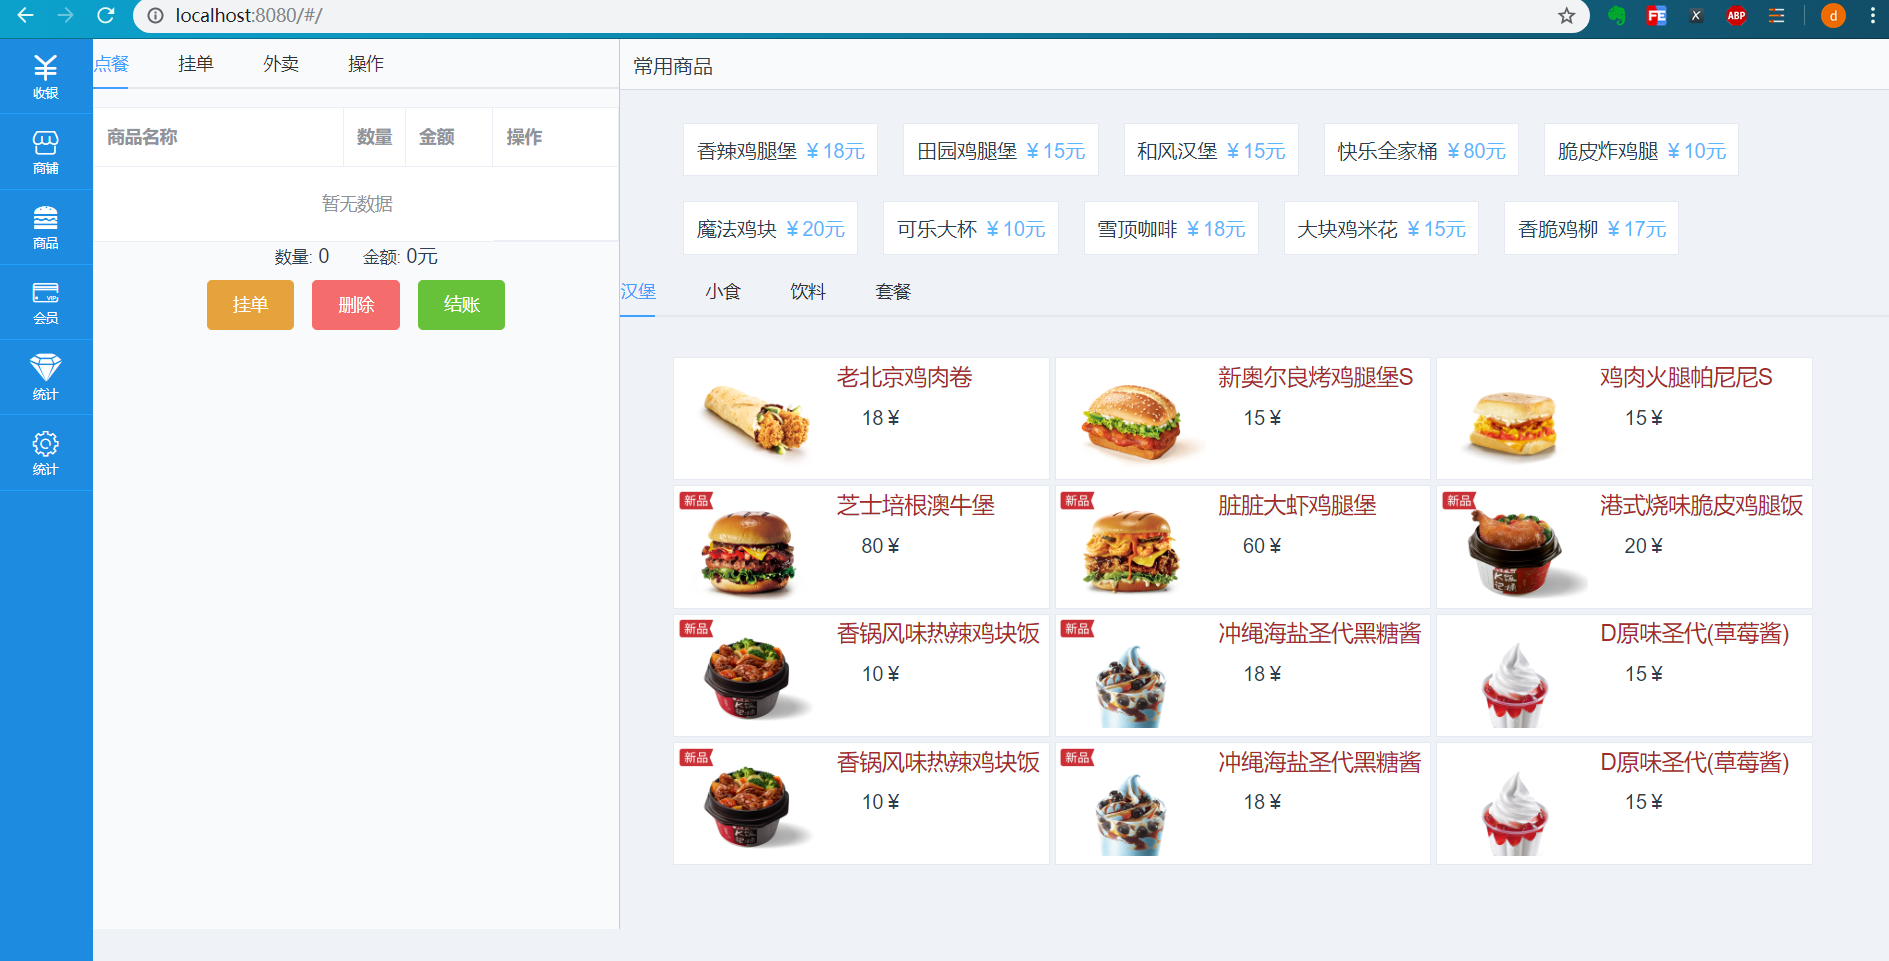 localhost:8080/#/
FE
X
ABP
d
收银
商铺
商品
VIP
会员
统计
统计
点餐 挂单 外卖 操作
商品名称 数量 金额 操作
暂无数据
数量: 0 金额: 0元
挂单 删除 结账
常用商品
香辣鸡腿堡 ¥ 18元 田园鸡腿堡 ¥ 15元 和风汉堡 ¥ 15元 快乐全家桶 ¥ 80元 脆皮炸鸡腿 ¥ 10元
魔法鸡块 ¥ 20元 可乐大杯 ¥ 10元 雪顶咖啡 ¥ 18元 大块鸡米花 ¥ 15元 香脆鸡柳 ¥ 17元
汉堡 小食 饮料 套餐
老北京鸡肉卷 新奥尔良烤鸡腿堡S 鸡肉火腿帕尼尼S
18 ¥ 15 ¥ 15 ¥
新品 芝士培根澳牛堡 新品 脏脏大虾鸡腿堡 新品 港式烧味脆皮鸡腿饭
80 ¥ 60 ¥ 20 ¥
新品 香锅风味热辣鸡块饭 新品 冲绳海盐圣代黑糖酱 D原味圣代(草莓酱)
10 ¥ 18 ¥ 15 ¥
新品 香锅风味热辣鸡块饭 新品 冲绳海盐圣代黑糖酱 D原味圣代(草莓酱)
10 ¥ 18 ¥ 15 ¥